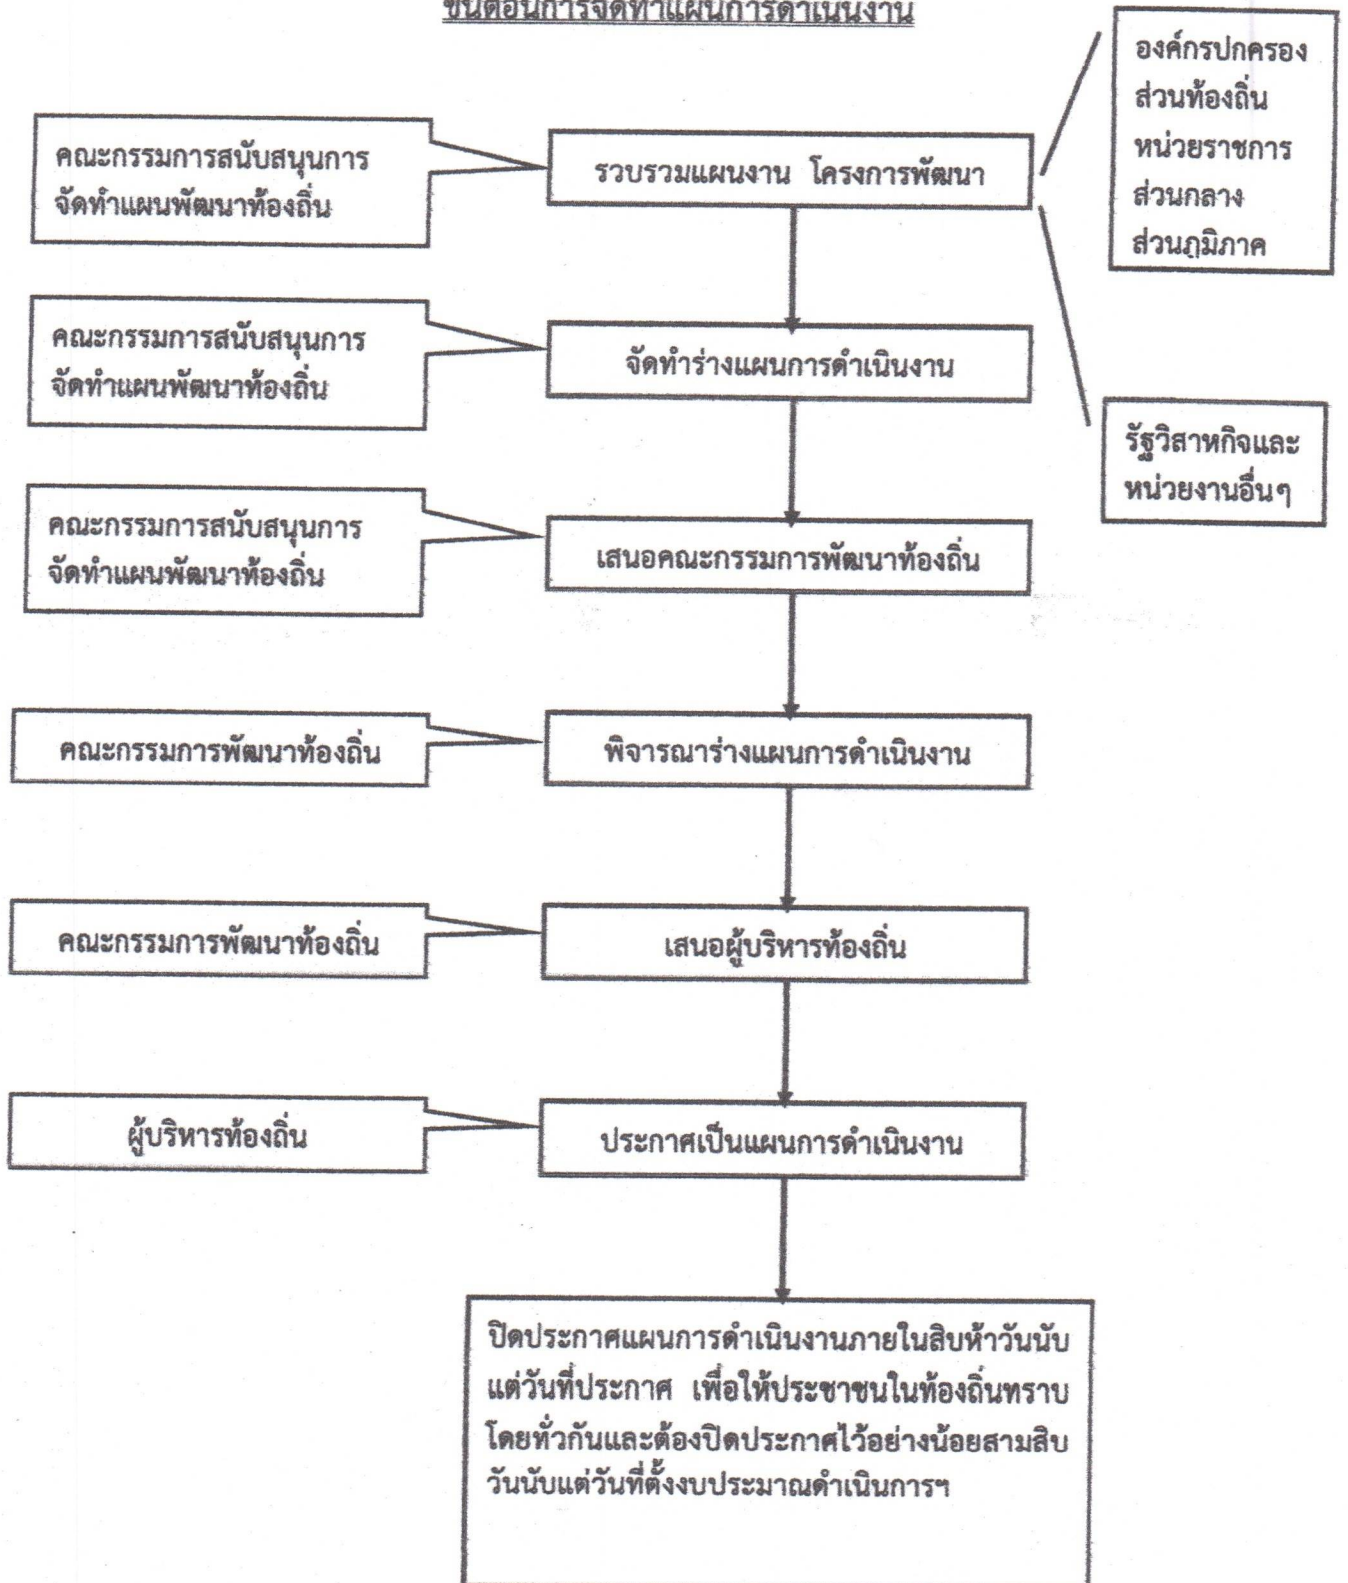 ขั้นตอนการจัดทำแผนการดำเนินงาน
องค์กรปกครอง
ส่วนท้องถิ่น
หน่วยราชการ
ส่วนกลาง
ส่วนภูมิภาค
คณะกรรมการสนับสนุนการ
จัดทำแผนพัฒนาท้องถิ่น
รวบรวมแผนงาน โครงการพัฒนา
คณะกรรมการสนับสนุนการ
จัดทำแผนพัฒนาท้องถิ่น
จัดทำร่างแผนการดำเนินงาน
รัฐวิสาหกิจและ
หน่วยงานอื่นๆ
คณะกรรมการสนับสนุนการ
จัดทำแผนพัฒนาท้องถิ่น
เสนอคณะกรรมการพัฒนาท้องถิ่น
คณะกรรมการพัฒนาท้องถิ่น
พิจารณาร่างแผนการดำเนินงาน
คณะกรรมการพัฒนาท้องถิ่น
เสนอผู้บริหารท้องถิ่น
ผู้บริหารท้องถิ่น
ประกาศเป็นแผนการดำเนินงาน
ปิดประกาศแผนการดำเนินงานภายในสิบห้าวันนับ
แต่วันที่ประกาศ เพื่อให้ประชาชนในท้องถิ่นทราบ
โดยทั่วกันและต้องปิดประกาศไว้อย่างน้อยสามสิบ
วันนับแต่วันที่ตั้งงบประมาณดำเนินการฯ